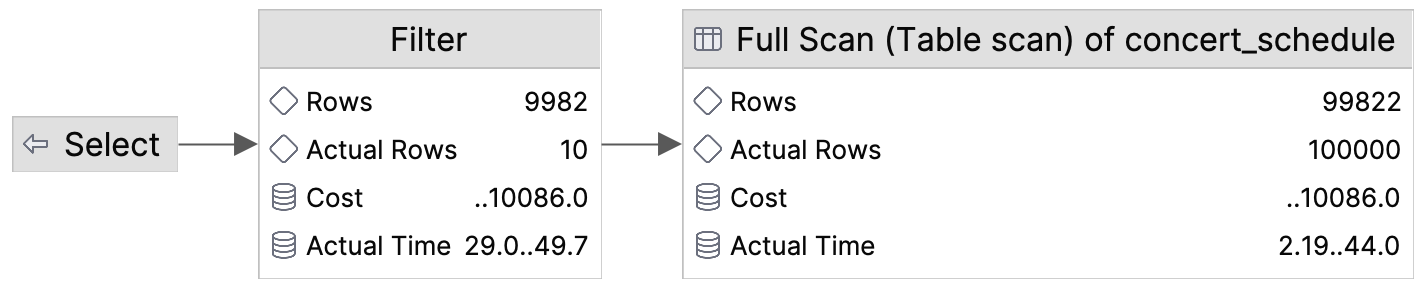 Select
Filter
Rows 9982
Actual Rows 10
Cost ..10086.0
Actual Time 29.0..49.7
Full Scan (Table scan) of concert_schedule
Rows 99822
Actual Rows 100000
Cost ..10086.0
Actual Time 2.19..44.0